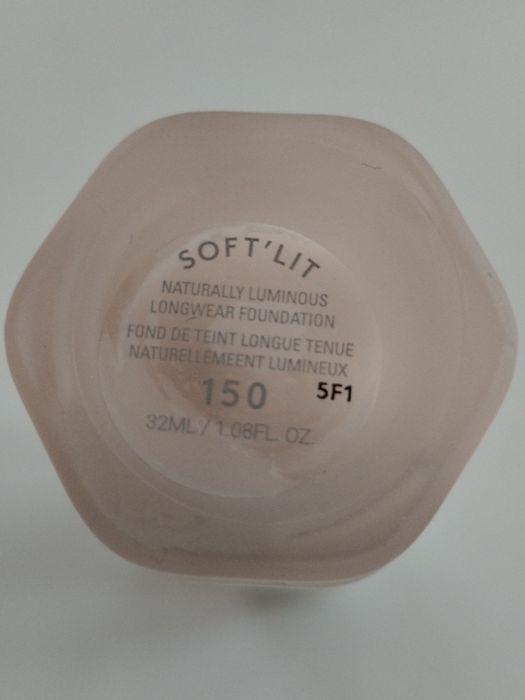 SOFT'LIT
NATURALLY LUMINOUS
LONGWEAR FOUNDATION
FOND DE TEINT LONGUE TENUE
NATURELLEMEENT LUMINEUX
150 5F1
32ML / 1.08FL. OZ.